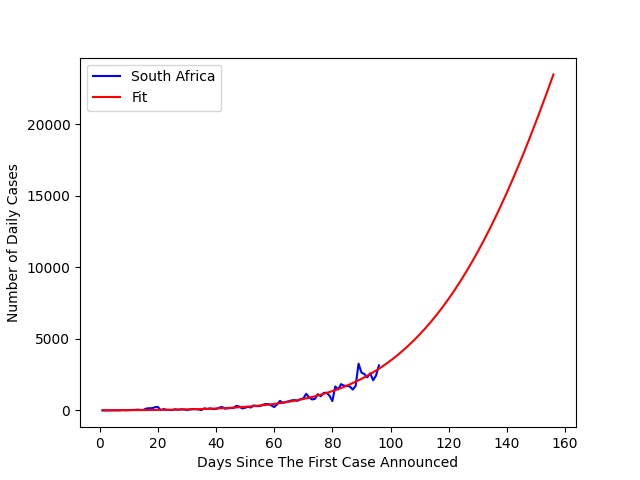 South Africa
Fit
20000
15000
10000
5000
0
Number of Daily Cases
0 20 40 60 80 100 120 140 160
Days Since The First Case Announced